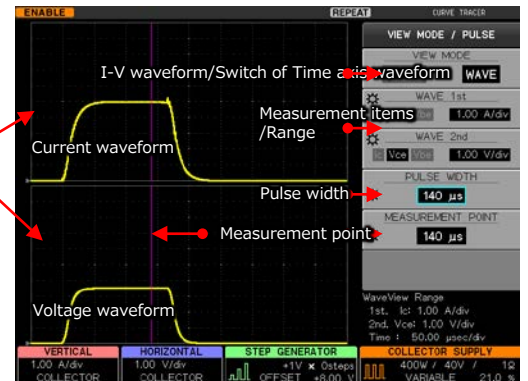 ENABLE REPEAT CURVE TRACER
VIEW MODE / PULSE
VIEW MODE
I-V waveform/Switch of Time axis waveform WAVE
WAVE 1st
Measurement items
/Range
1.00 A/div
WAVE 2nd
Ic Vce Vbe 1.00 V/div
Current waveform
PULSE WIDTH
Pulse width 140 µs
MEASUREMENT POINT
Measurement point 140 µs
Voltage waveform
WaveView Range
1st. Ic: 1.00 A/div
2nd. Vce: 1.00 V/div
Time : 50.00 µsec/div
VERTICAL HORIZONTAL STEP GENERATOR COLLECTOR SUPPLY
1.00 A/div 1.00 V/div +1V x 0steps 400W / 40V / 1Ω
COLLECTOR COLLECTOR OFFSET +8.00 V VARIABLE 21.0 %